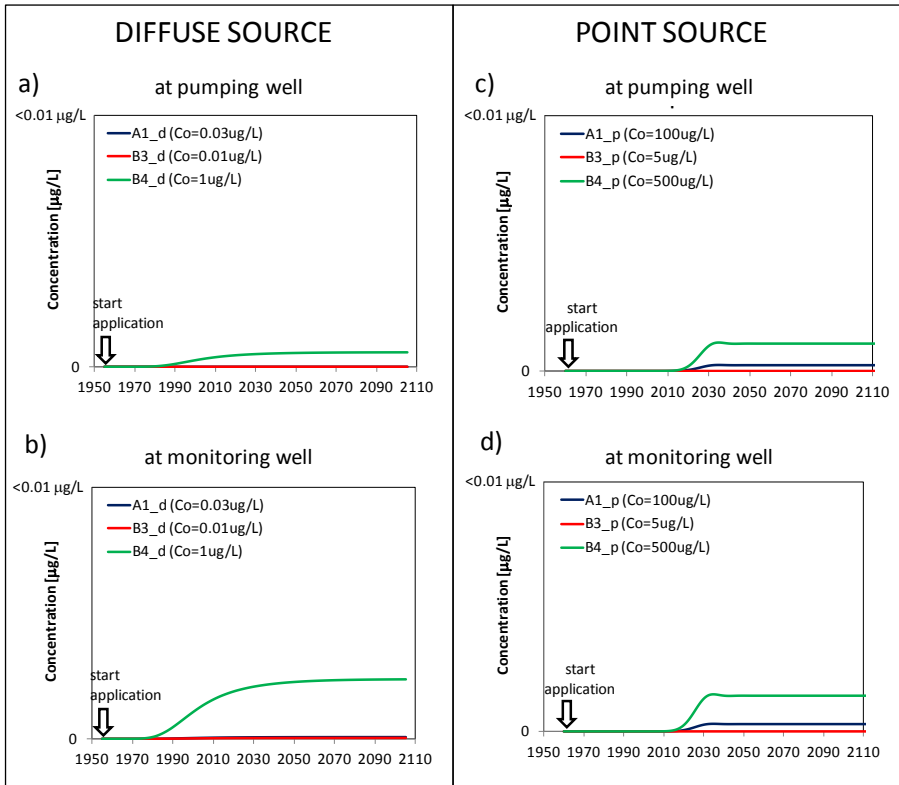 DIFFUSE SOURCE
a)
at pumping well
<0.01 µg/L
A1_d (Co=0.03ug/L)
B3_d (Co=0.01ug/L)
B4_d (Co=1ug/L)
Concentration [µg/L]
start
application
0
1950 1970 1990 2010 2030 2050 2070 2090 2110
b)
at monitoring well
<0.01 µg/L
A1_d (Co=0.03ug/L)
B3_d (Co=0.01ug/L)
B4_d (Co=1ug/L)
Concentration [µg/L]
start
application
0
1950 1970 1990 2010 2030 2050 2070 2090 2110
POINT SOURCE
c)
at pumping well
<0.01 µg/L
A1_p (Co=100ug/L)
B3_p (Co=5ug/L)
B4_p (Co=500ug/L)
Concentration [µg/L]
start
application
0
1950 1970 1990 2010 2030 2050 2070 2090 2110
d)
at monitoring well
<0.01 µg/L
A1_p (Co=100ug/L)
B3_p (Co=5ug/L)
B4_p (Co=500ug/L)
Concentration [µg/L]
start
application
0
1950 1970 1990 2010 2030 2050 2070 2090 2110